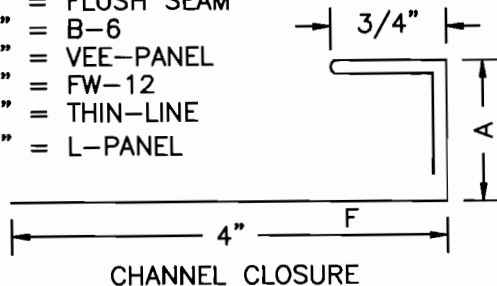 " = FLUSH SEAM
" = B-6
" = VEE-PANEL
" = FW-12
" = THIN-LINE
" = L-PANEL
3/4"
A
F
4"
CHANNEL CLOSURE